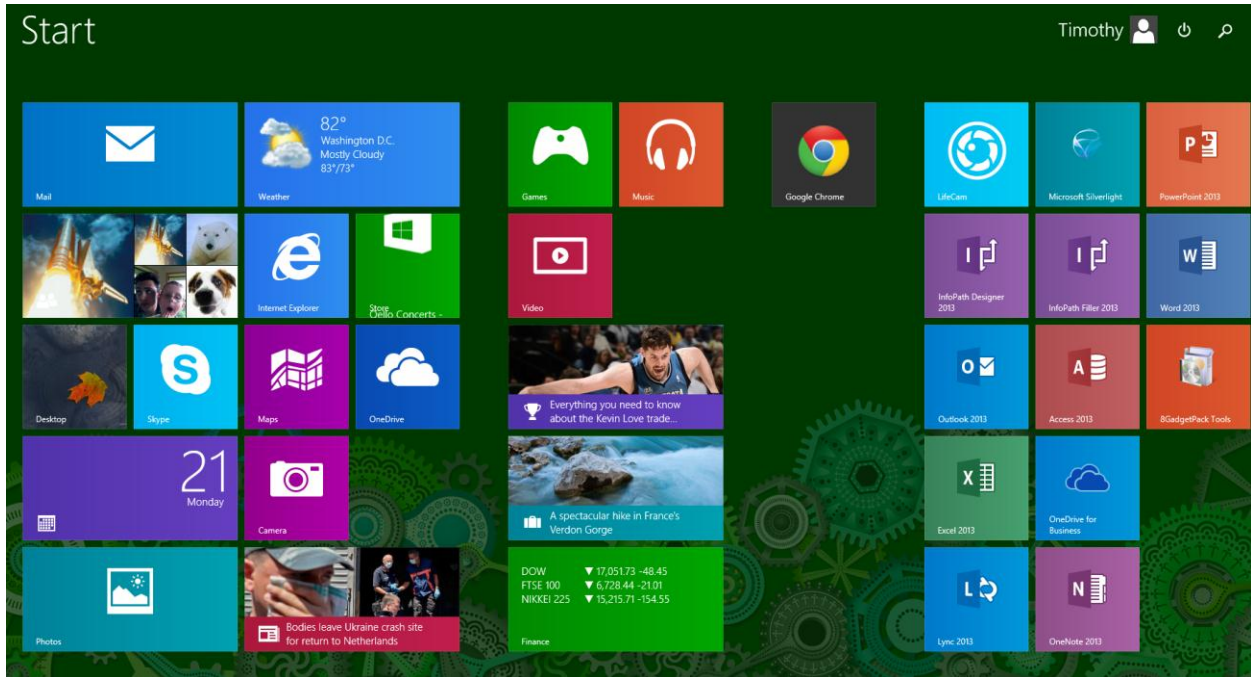 Start
Timothy
Mail
82°
Washington D.C.
Mostly Cloudy
83°/73°
Weather
Internet Explorer
Store
Qello Concerts -
Desktop
Skype
Maps
OneDrive
21
Monday
Camera
Photos
Bodies leave Ukraine crash site
for return to Netherlands
Games
Music
Video
Everything you need to know
about the Kevin Love trade...
A spectacular hike in France's
Verdon Gorge
DOW ▼ 17,051.73 -48.45
FTSE 100 ▼ 6,728.44 -21.01
NIKKEI 225 ▼ 15,215.71 -154.55
Finance
Google Chrome
LifeCam
Microsoft Silverlight
P
PowerPoint 2013
I
InfoPath Designer
2013
I
InfoPath Filler 2013
W
Word 2013
O
Outlook 2013
A
Access 2013
8GadgetPack Tools
X
Excel 2013
OneDrive for
Business
L
Lync 2013
N
OneNote 2013